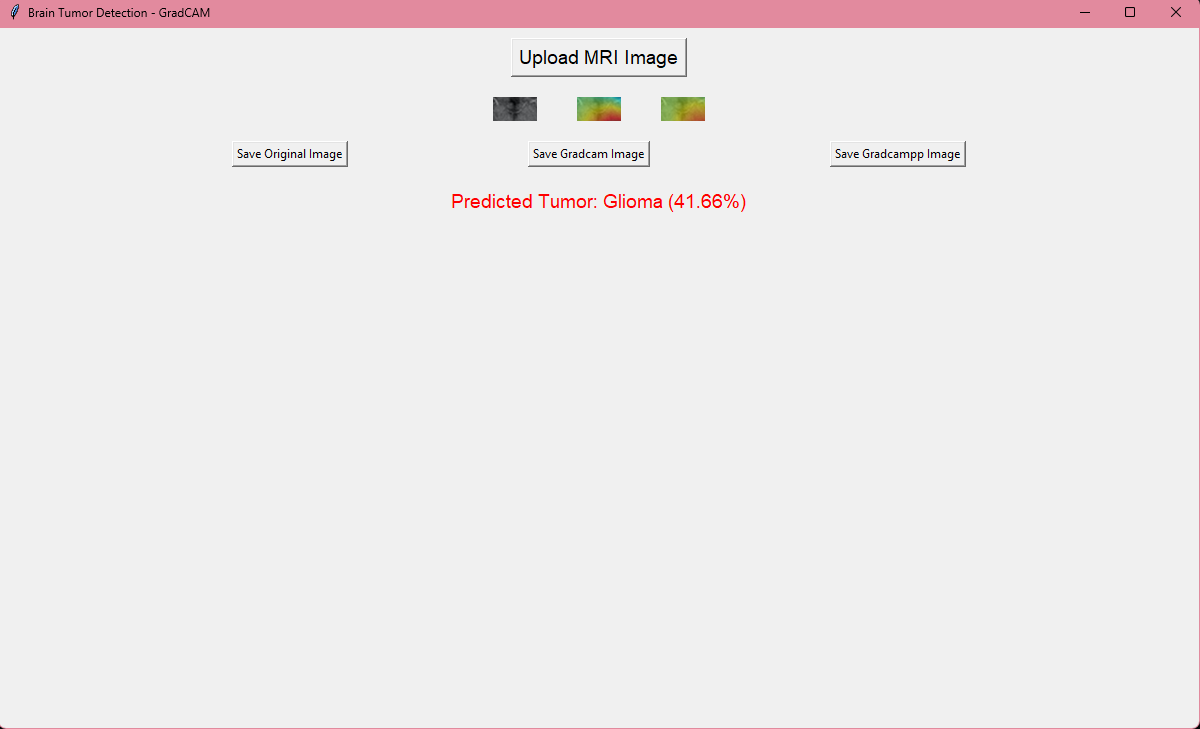 Brain Tumor Detection - GradCAM
Upload MRI Image
Save Original Image
Save Gradcam Image
Save Gradcampp Image
Predicted Tumor: Glioma (41.66%)